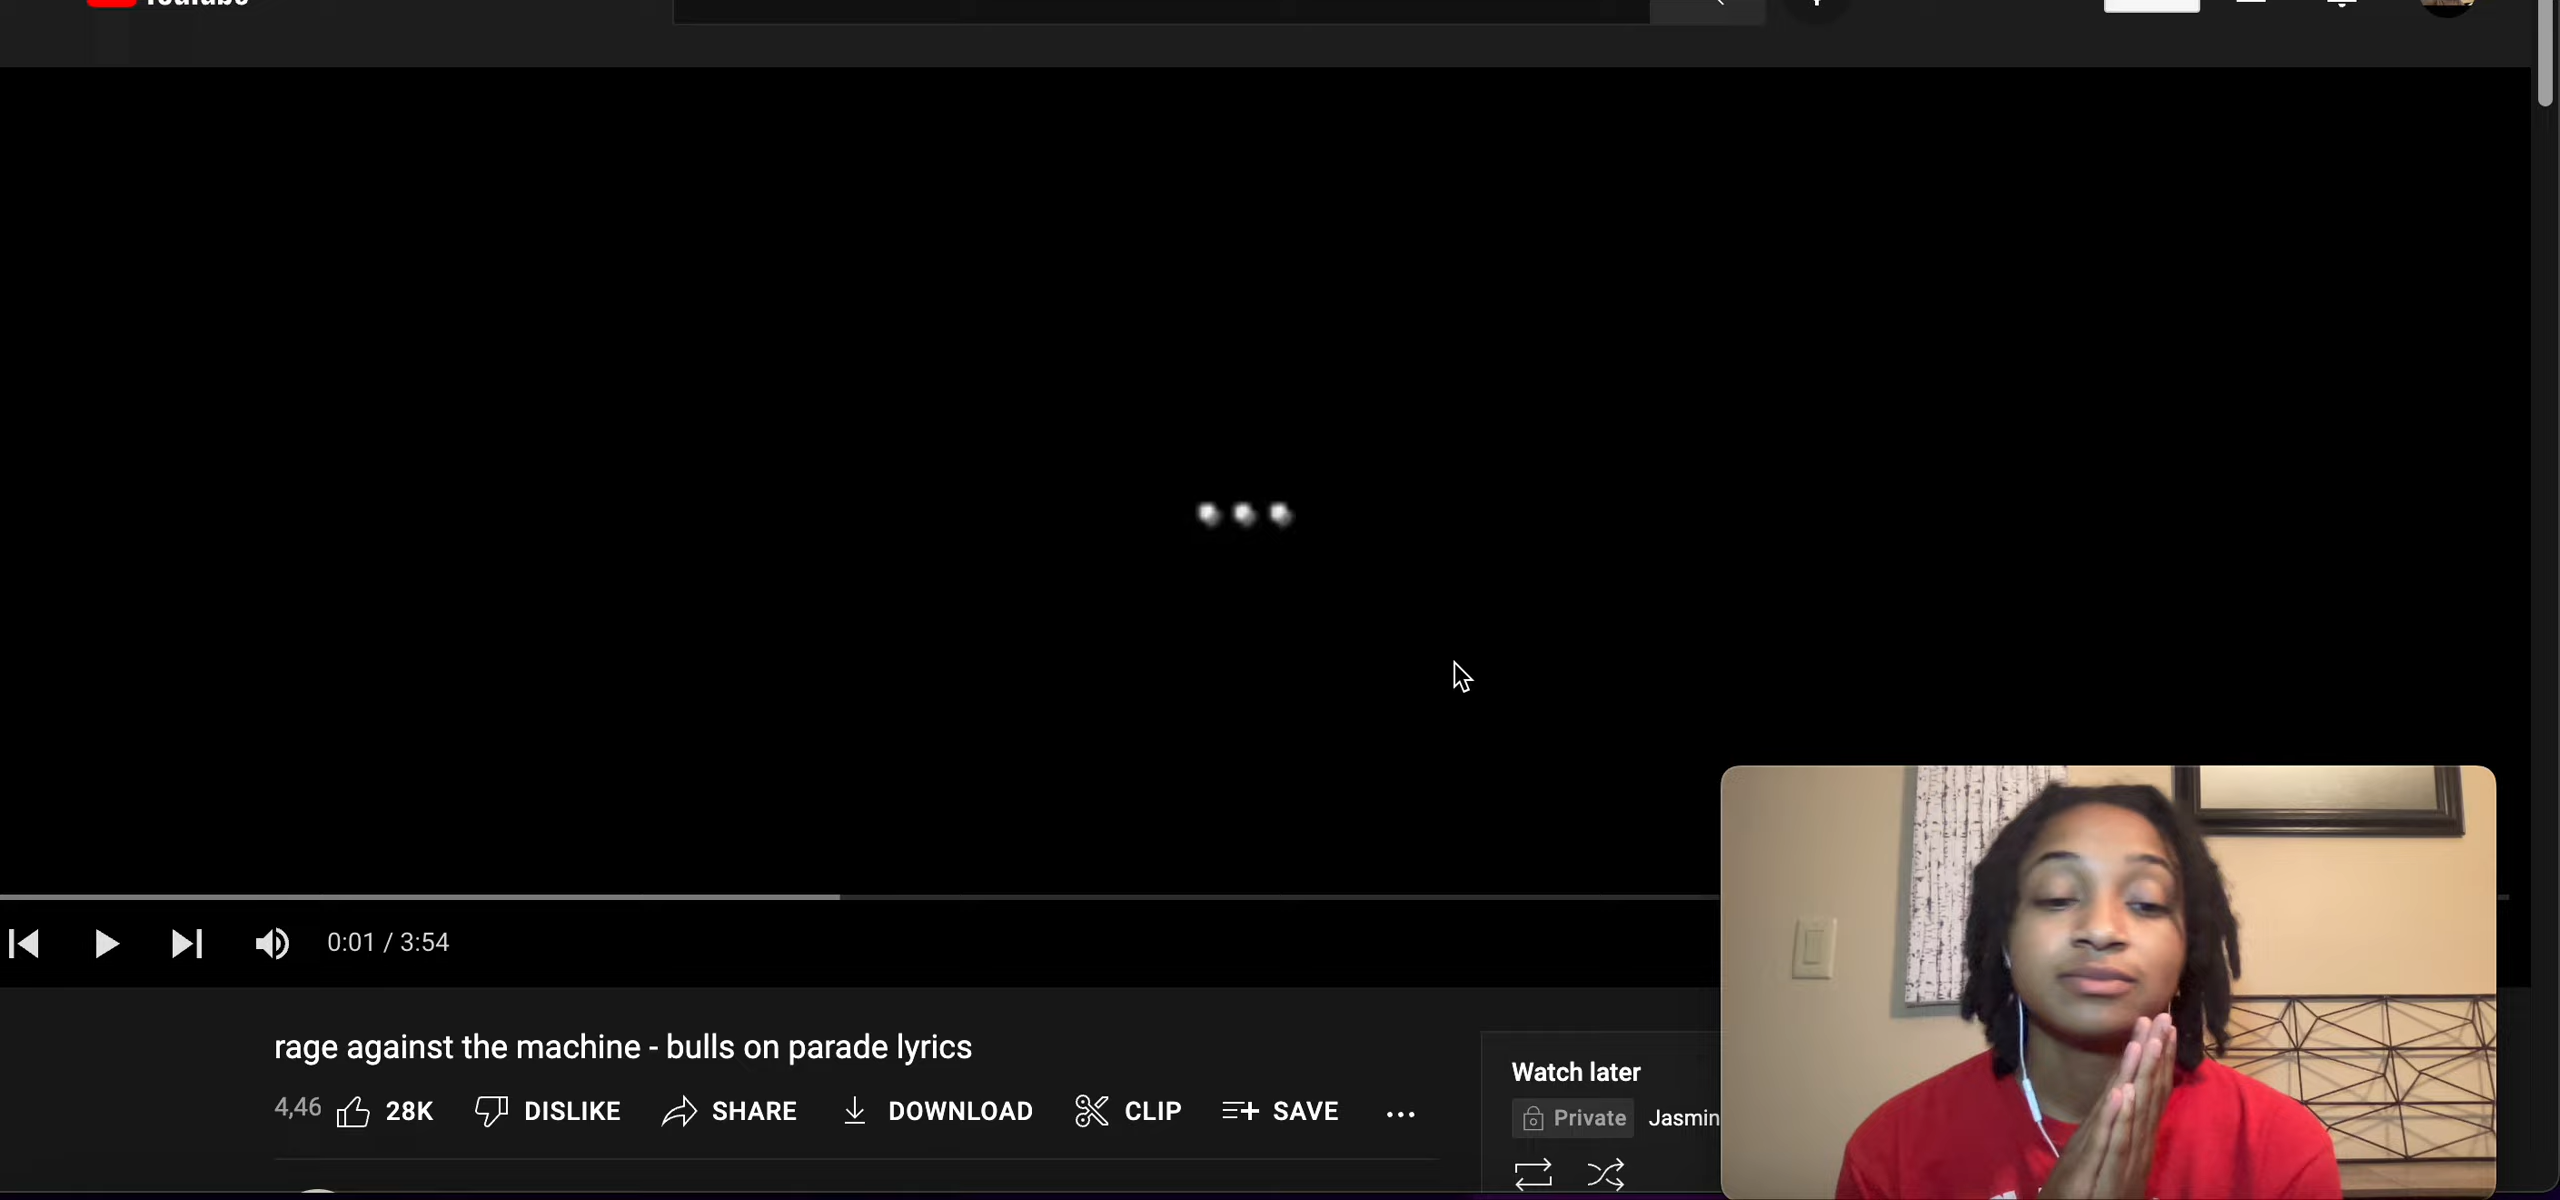 0:01 / 3:54
rage against the machine - bulls on parade lyrics
4,46 28K DISLIKE SHARE DOWNLOAD CLIP SAVE ...
Watch later
Private Jasmin